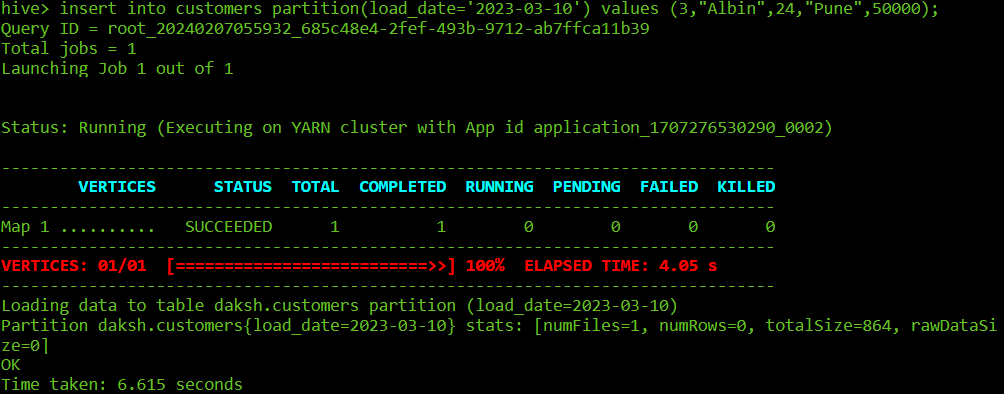 hive> insert into customers partition(load_date='2023-03-10') values (3,"Albin",24,"Pune",50000);
Query ID = root_20240207055932_685c48e4-2fef-493b-9712-ab7ffca11b39
Total jobs = 1
Launching Job 1 out of 1
Status: Running (Executing on YARN cluster with App id application_1707276530290_0002)
--------------------------------------------------------------------------------
VERTICES STATUS TOTAL COMPLETED RUNNING PENDING FAILED KILLED
--------------------------------------------------------------------------------
Map 1 .......... SUCCEEDED 1 1 0 0 0 0
--------------------------------------------------------------------------------
VERTICES: 01/01 [==========================>>] 100% ELAPSED TIME: 4.05 s
--------------------------------------------------------------------------------
Loading data to table daksh.customers partition (load_date=2023-03-10)
Partition daksh.customers{load_date=2023-03-10} stats: [numFiles=1, numRows=0, totalSize=864, rawDataSi
ze=0]
OK
Time taken: 6.615 seconds